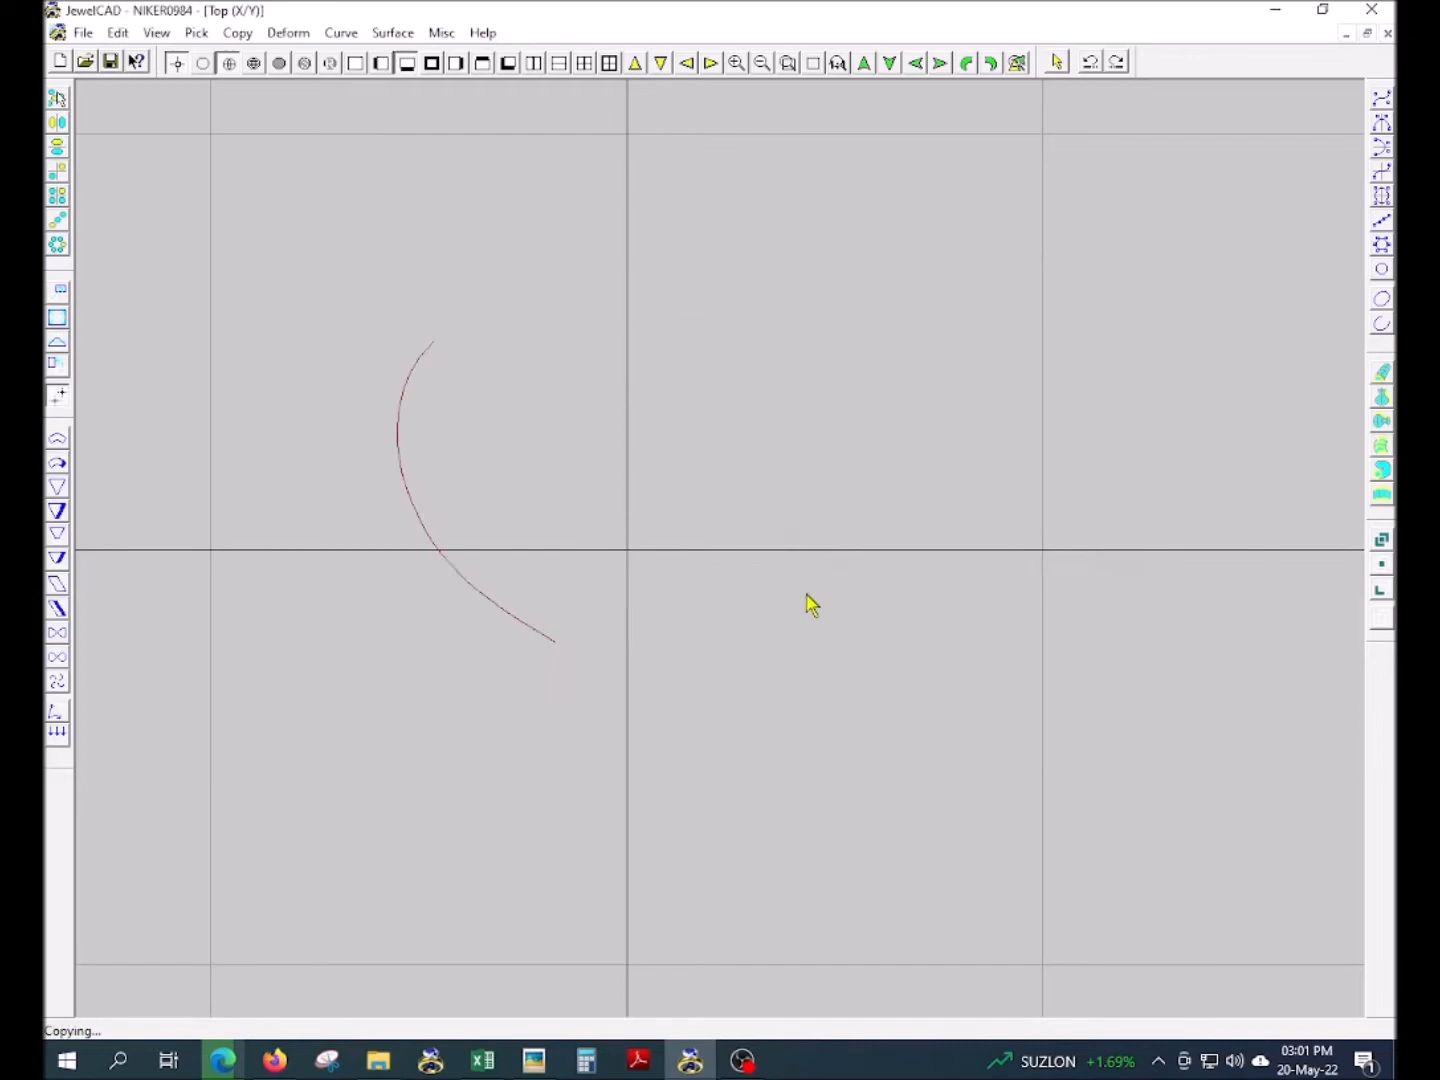 JewelCAD - NIKER0984 - [Top (X/Y)]
File Edit View Pick Copy Deform Curve Surface Misc Help
Copying...
SUZLON +1.69%
03:01 PM
20-May-22
1